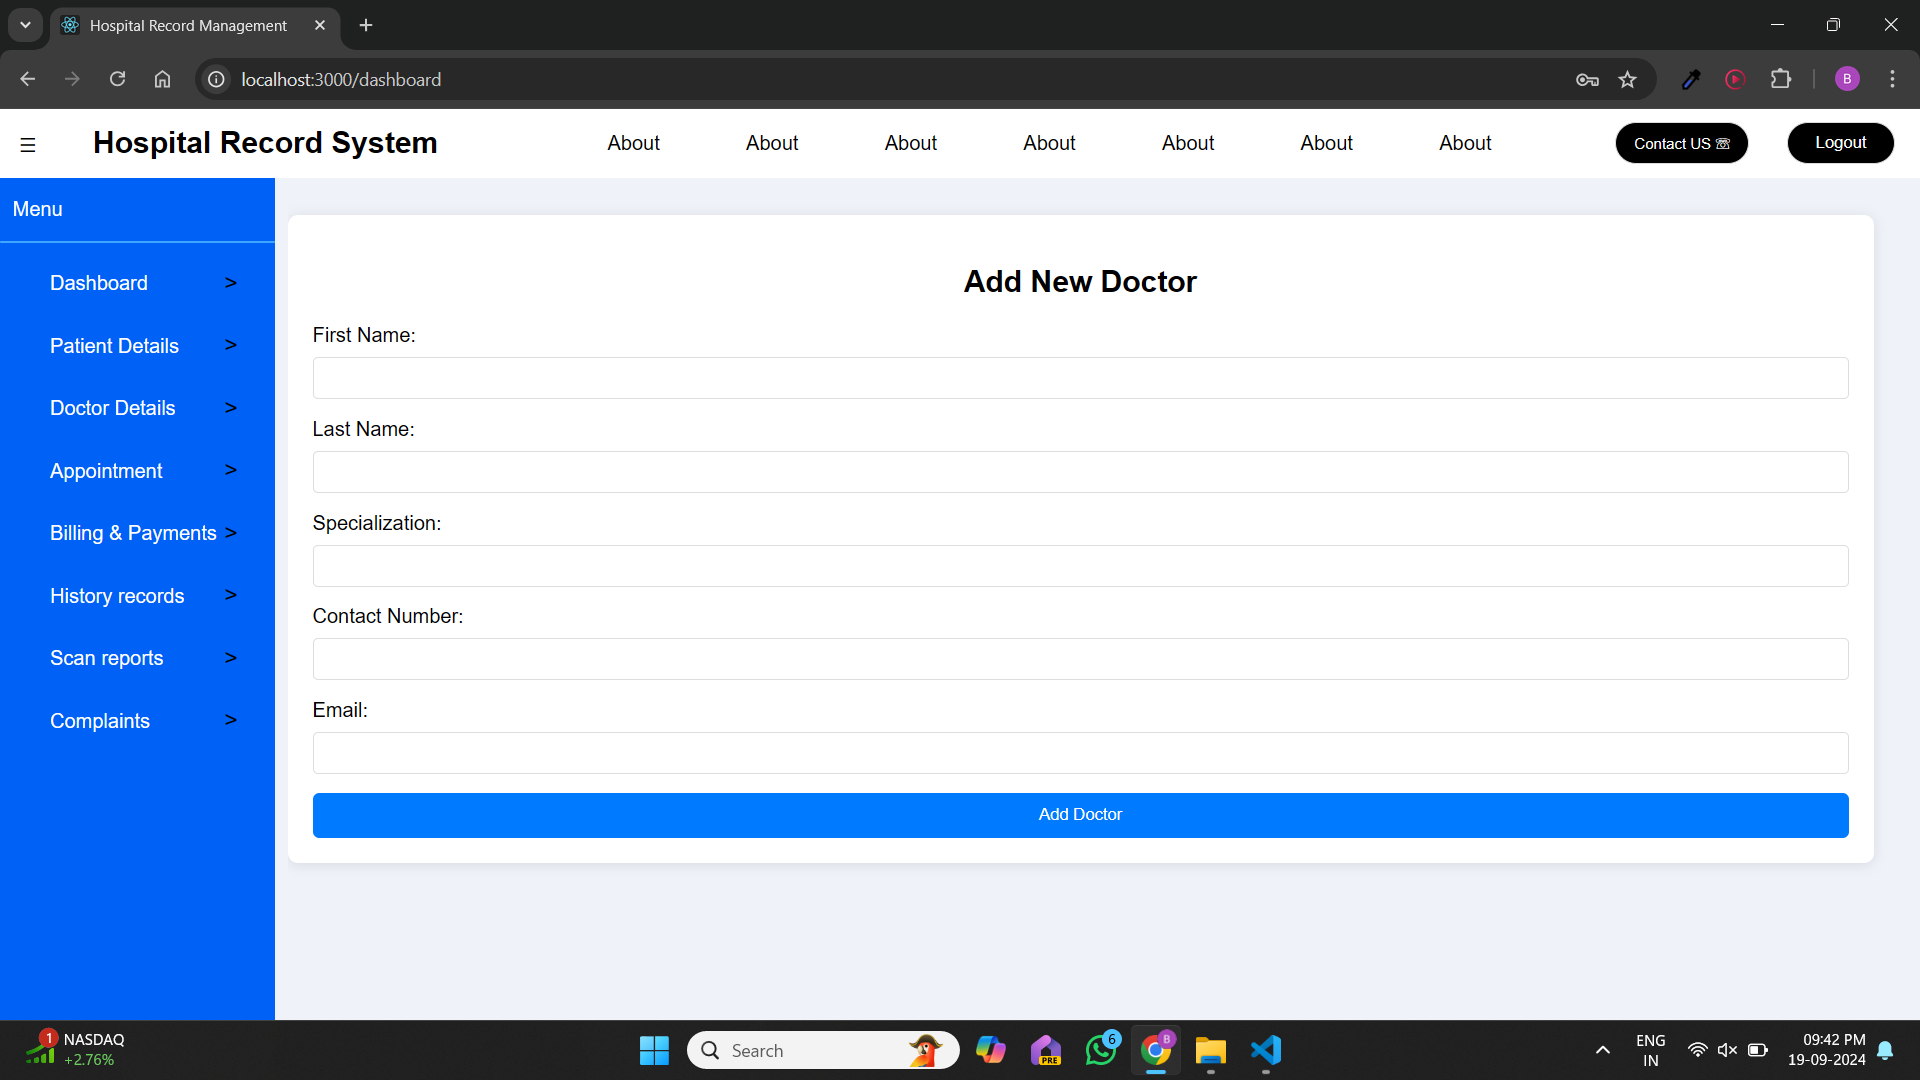 Hospital Record Management
localhost:3000/dashboard
B
☰ Hospital Record System About About About About About About About Contact US ☏ Logout
Menu
Dashboard >
Patient Details >
Doctor Details >
Appointment >
Billing & Payments >
History records >
Scan reports >
Complaints >
Add New Doctor
First Name:
Last Name:
Specialization:
Contact Number:
Email:
Add Doctor
1
NASDAQ
+2.76%
Search
PRE
6
B
ENG
IN
09:42 PM
19-09-2024